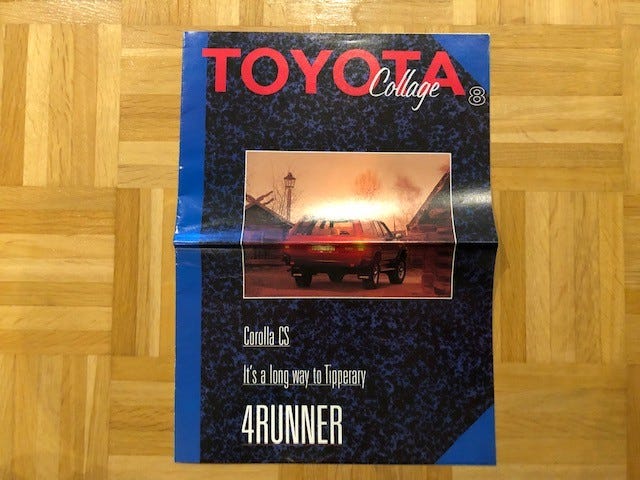 TOYOTA
Collage 8
Corolla CS
It's a long way to Tipperary
4RUNNER